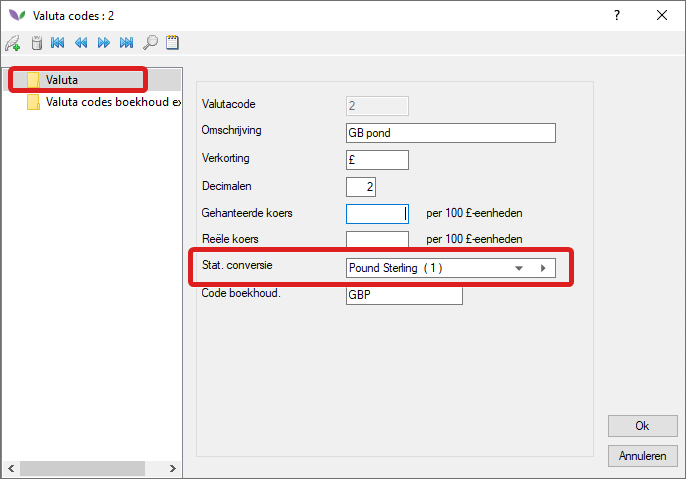 Valuta codes : 2
?
Valuta
Valuta codes boekhoud ex
Valutacode 2
Omschrijving GB pond
Verkorting £
Decimalen 2
Gehanteerde koers per 100 £-eenheden
Reële koers per 100 £-eenheden
Stat. conversie Pound Sterling ( 1 )
Code boekhoud. GBP
Ok
Annuleren